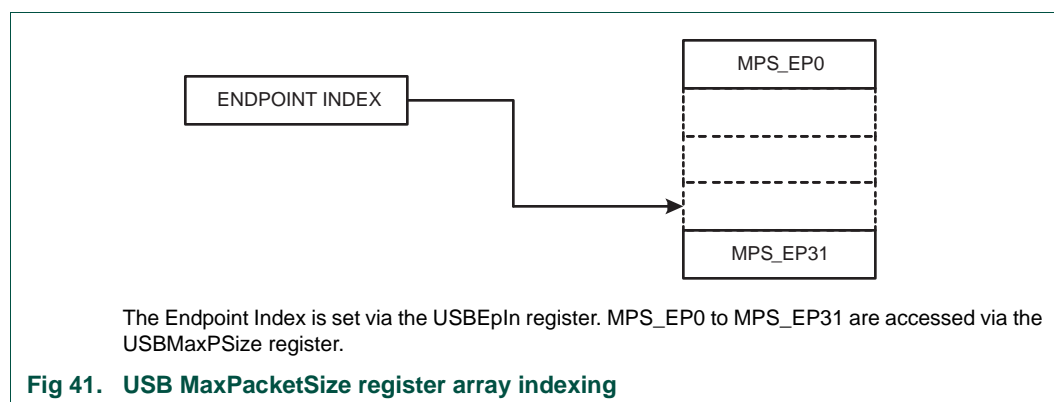 MPS_EP0
ENDPOINT INDEX
MPS_EP31
The Endpoint Index is set via the USBEpIn register. MPS_EP0 to MPS_EP31 are accessed via the
USBMaxPSize register.
Fig 41. USB MaxPacketSize register array indexing